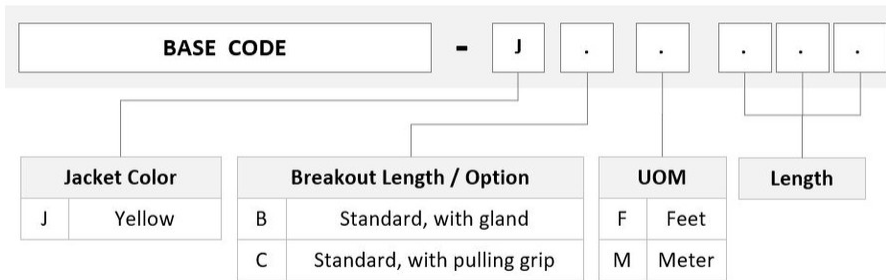 BASE CODE - J . . . . .
Jacket Color
J Yellow
Breakout Length / Option
B Standard, with gland
C Standard, with pulling grip
UOM
F Feet
M Meter
Length